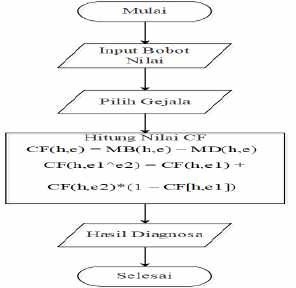 Mulai
Input Bobot
Nilai
Pilih Gejala
Hitung Nilai CF
CF(h,e) = MB(h,e) – MD(h,e)
CF(h,e1^e2) = CF(h,e1) +
CF(h,e2)*(1 – CF[h,e1])
Hasil Diagnosa
Selesai